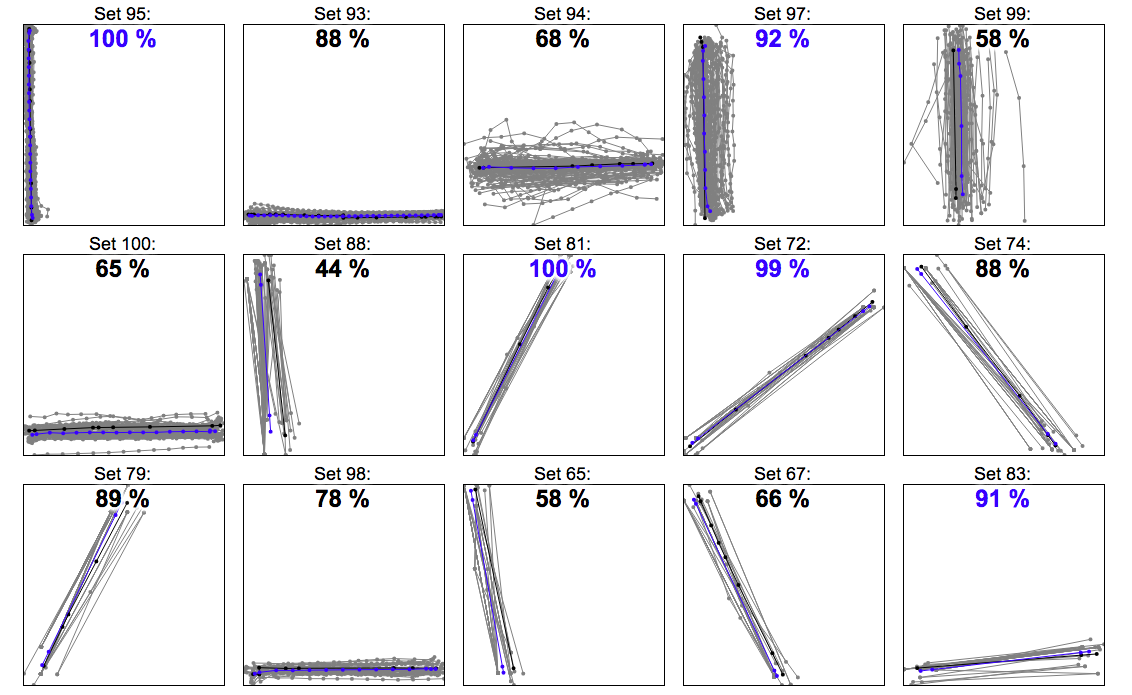 Set 95: Set 93: Set 94: Set 97: Set 99:
100 % 88 % 68 % 92 % 58 %
Set 100: Set 88: Set 81: Set 72: Set 74:
65 % 44 % 100 % 99 % 88 %
Set 79: Set 98: Set 65: Set 67: Set 83:
89 % 78 % 58 % 66 % 91 %